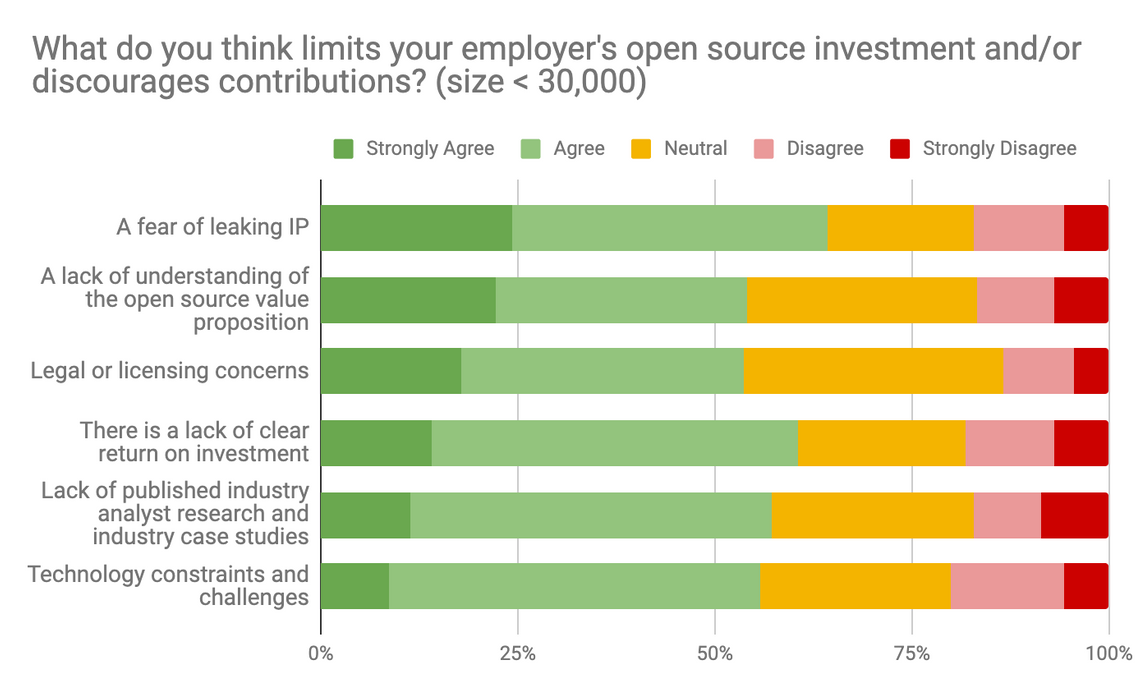 What do you think limits your employer's open source investment and/or
discourages contributions? (size < 30,000)
Strongly Agree Agree Neutral Disagree Strongly Disagree
A fear of leaking IP
A lack of understanding of
the open source value
proposition
Legal or licensing concerns
There is a lack of clear
return on investment
Lack of published industry
analyst research and
industry case studies
Technology constraints and
challenges
0% 25% 50% 75% 100%